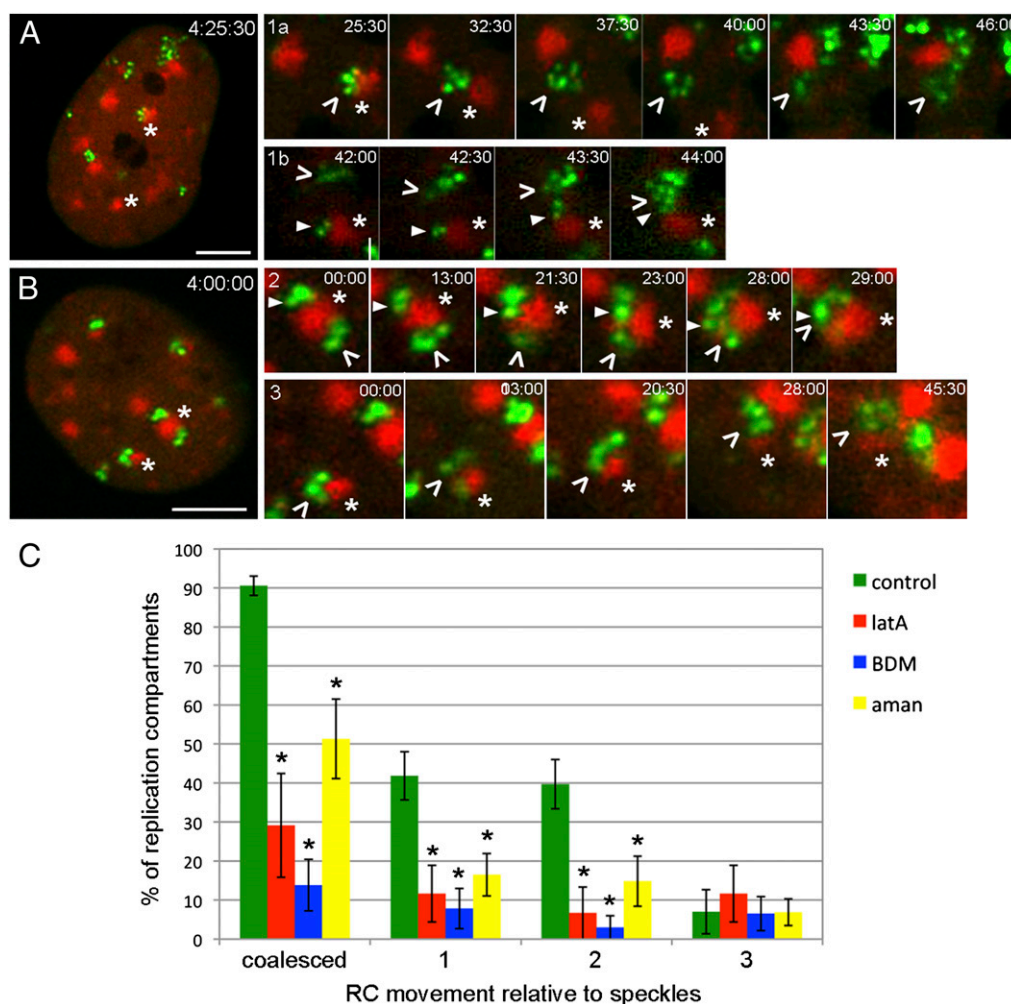 A 4:25:30
1a 25:30 32:30 37:30 40:00 43:30 46:00
* * * * * *
1b 42:00 42:30 43:30 44:00
* * * *
B 4:00:00
* *
2 00:00 13:00 21:30 23:00 28:00 29:00
* * * * * *
3 00:00 03:00 20:30 28:00 45:30
* * * * *
C
% of replication compartments
100
90
80
70
60
50
40
30
20
10
0
* * *
* * *
* * *
control
latA
BDM
aman
coalesced 1 2 3
RC movement relative to speckles